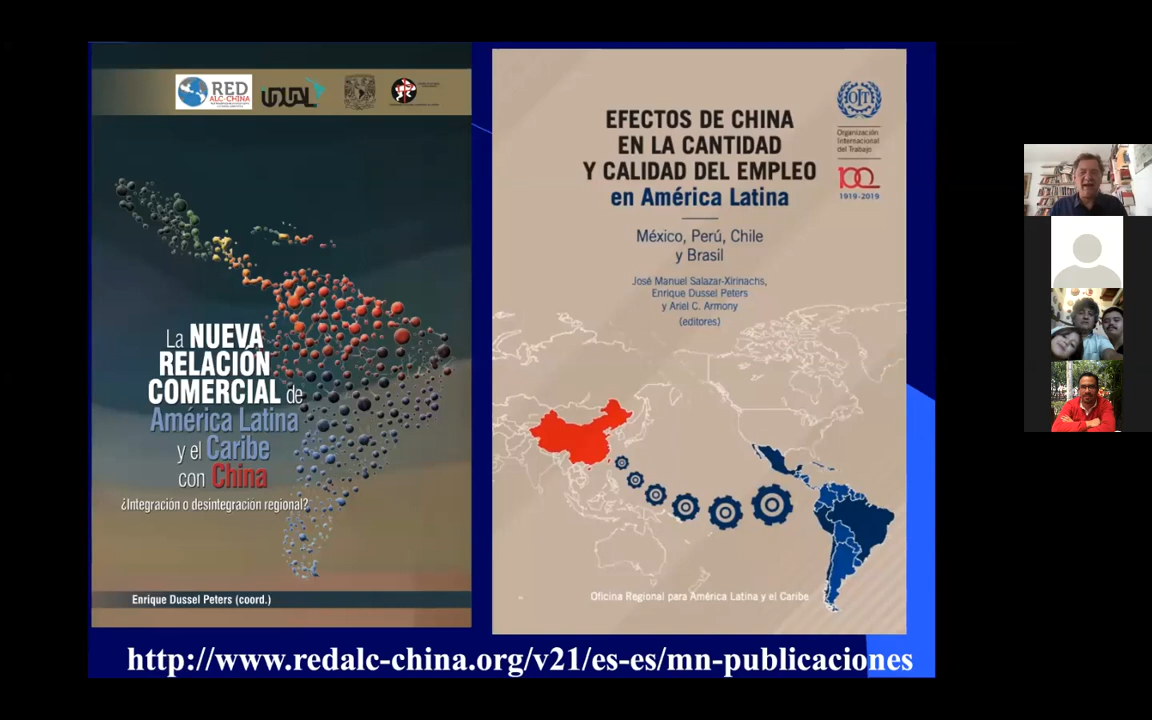 RED
ALC-CHINA
UDUAL
La NUEVA
RELACIÓN
COMERCIAL de
América Latina
y el Caribe
con China
¿Integración o desintegración regional?
Enrique Dussel Peters (coord.)
OIT
Organización
Internacional
del Trabajo
100
1919-2019
EFECTOS DE CHINA
EN LA CANTIDAD
Y CALIDAD DEL EMPLEO
en América Latina
México, Perú, Chile
y Brasil
José Manuel Salazar-Xirinachs,
Enrique Dussel Peters
y Ariel C. Armony
(editores)
Oficina Regional para América Latina y el Caribe
http://www.redalc-china.org/v21/es-es/mn-publicaciones